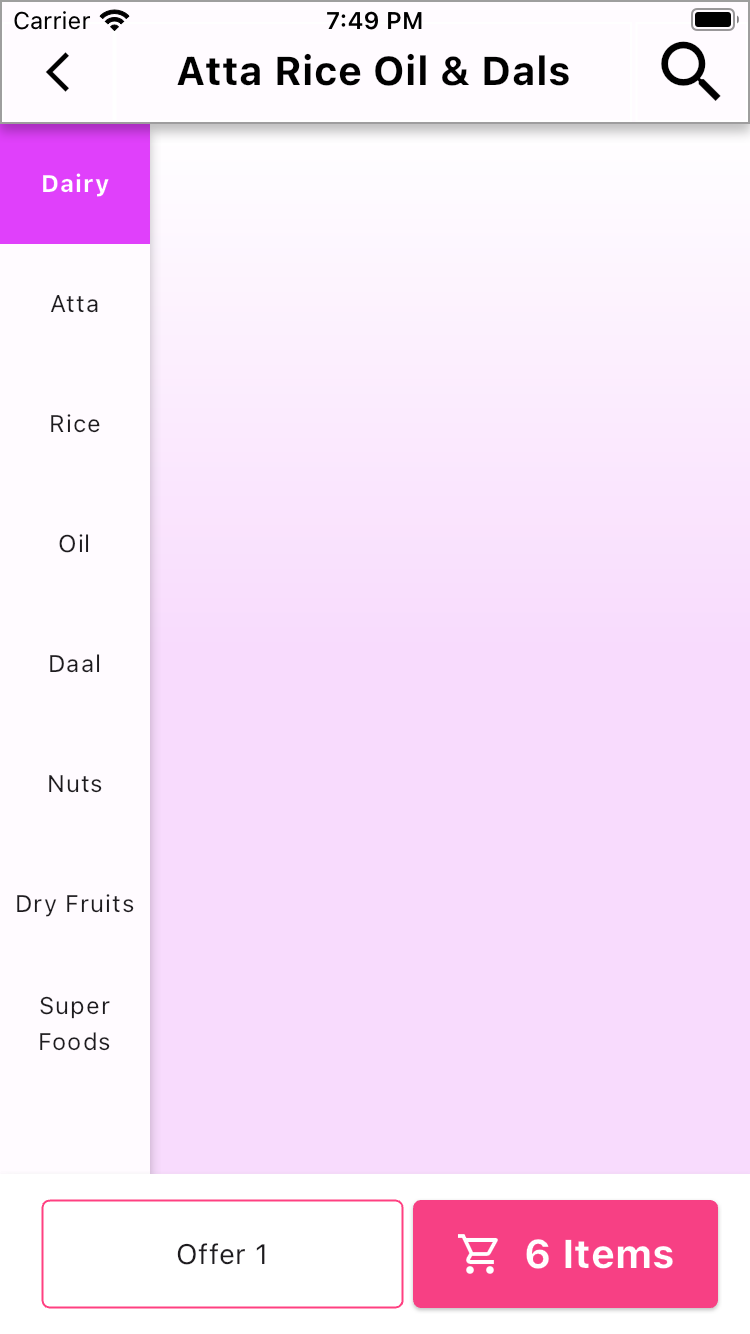 Carrier 7:49 PM
Atta Rice Oil & Dals
Dairy
Atta
Rice
Oil
Daal
Nuts
Dry Fruits
Super
Foods
Offer 1
6 Items